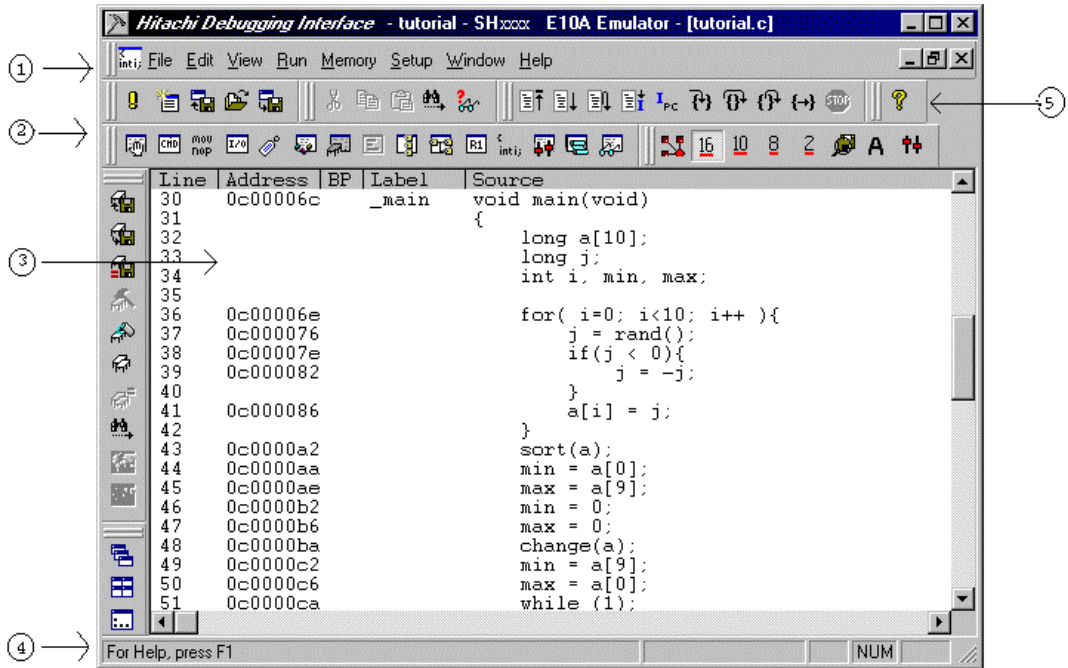 Hitachi Debugging Interface - tutorial - SHxxxx E10A Emulator - [tutorial.c]
1
inti; File Edit View Run Memory Setup Window Help
PC STOP ? 5
2
CMD mov nop I/O R1 inti; 16 10 8 2 A
Line Address BP Label Source
30 0c00006c _main void main(void)
31 {
32 long a[10];
3
33 long j;
34 int i, min, max;
35
36 0c00006e for( i=0; i<10; i++ ){
37 0c000076 j = rand();
38 0c00007e if(j < 0){
39 0c000082 j = -j;
40 }
41 0c000086 a[i] = j;
42 }
43 0c0000a2 sort(a);
44 0c0000aa min = a[0];
45 0c0000ae max = a[9];
46 0c0000b2 min = 0;
47 0c0000b6 max = 0;
48 0c0000ba change(a);
49 0c0000c2 min = a[9];
50 0c0000c6 max = a[0];
51 0c0000ca while (1);
4
For Help, press F1 NUM